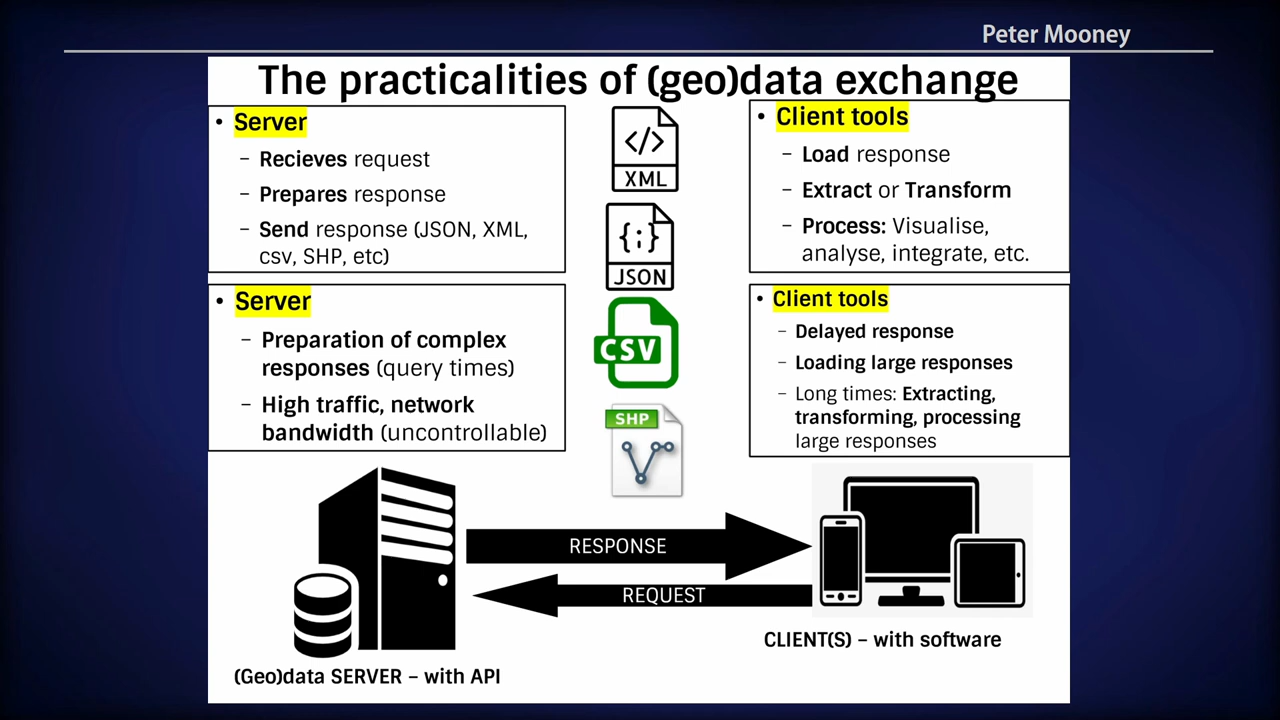 Peter Mooney
The practicalities of (geo)data exchange
• Server
– Recieves request
– Prepares response
– Send response (JSON, XML,
csv, SHP, etc)
• Server
– Preparation of complex
responses (query times)
– High traffic, network
bandwidth (uncontrollable)
</>
XML
{;}
JSON
CSV
SHP
• Client tools
– Load response
– Extract or Transform
– Process: Visualise,
analyse, integrate, etc.
• Client tools
– Delayed response
– Loading large responses
– Long times: Extracting,
transforming, processing
large responses
RESPONSE
REQUEST
(Geo)data SERVER – with API
CLIENT(S) – with software